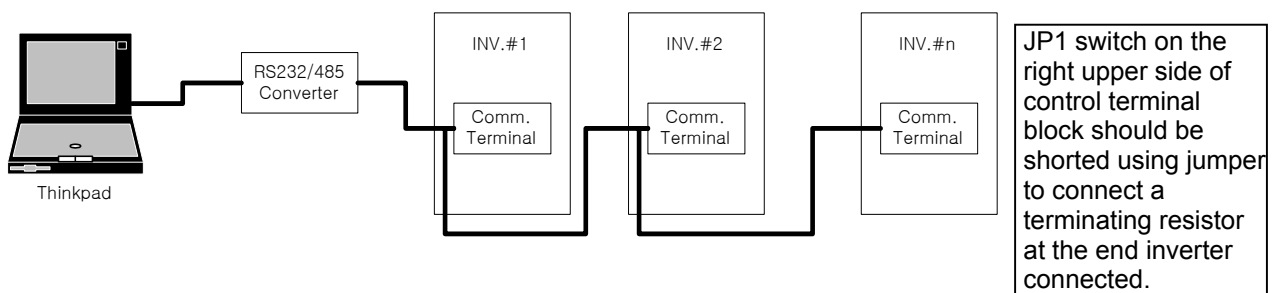 Thinkpad
RS232/485
Converter
INV.#1
Comm.
Terminal
INV.#2
Comm.
Terminal
INV.#n
Comm.
Terminal
JP1 switch on the
right upper side of
control terminal
block should be
shorted using jumper
to connect a
terminating resistor
at the end inverter
connected.